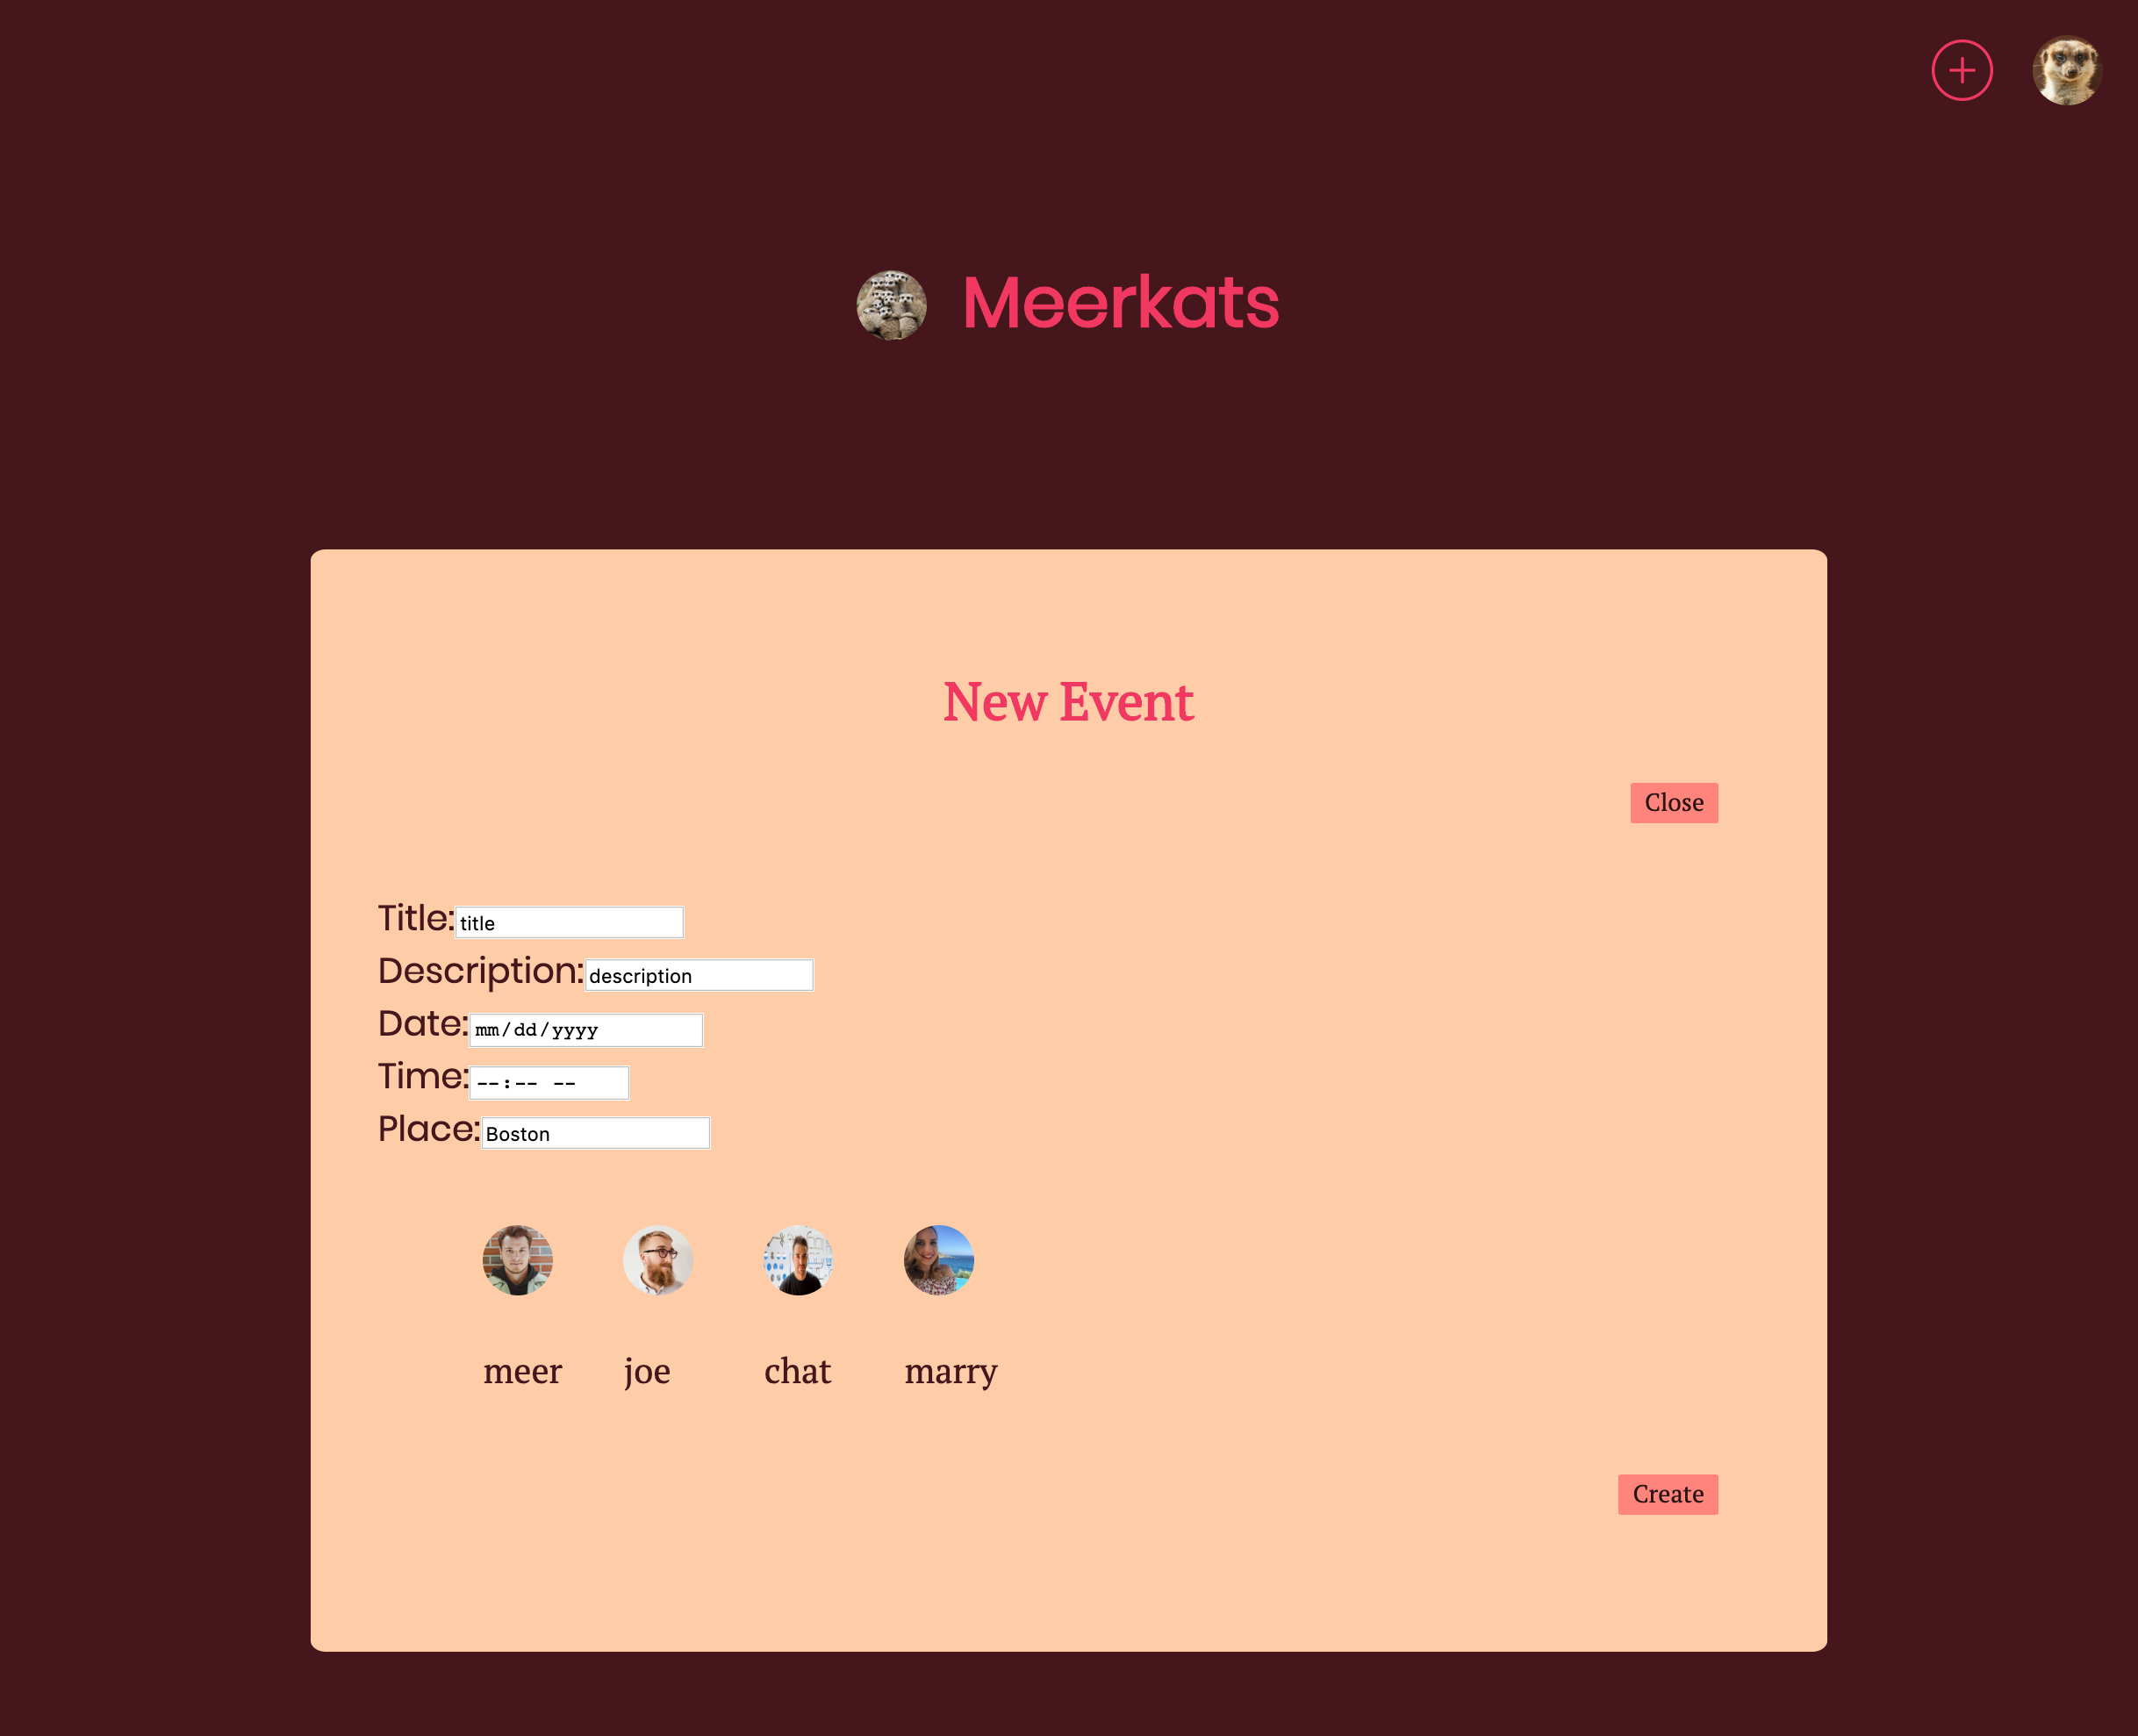 Meerkats
New Event
Close
Title: title
Description: description
Date: mm/dd/yyyy
Time: --:-- --
Place: Boston
meer joe chat marry
Create